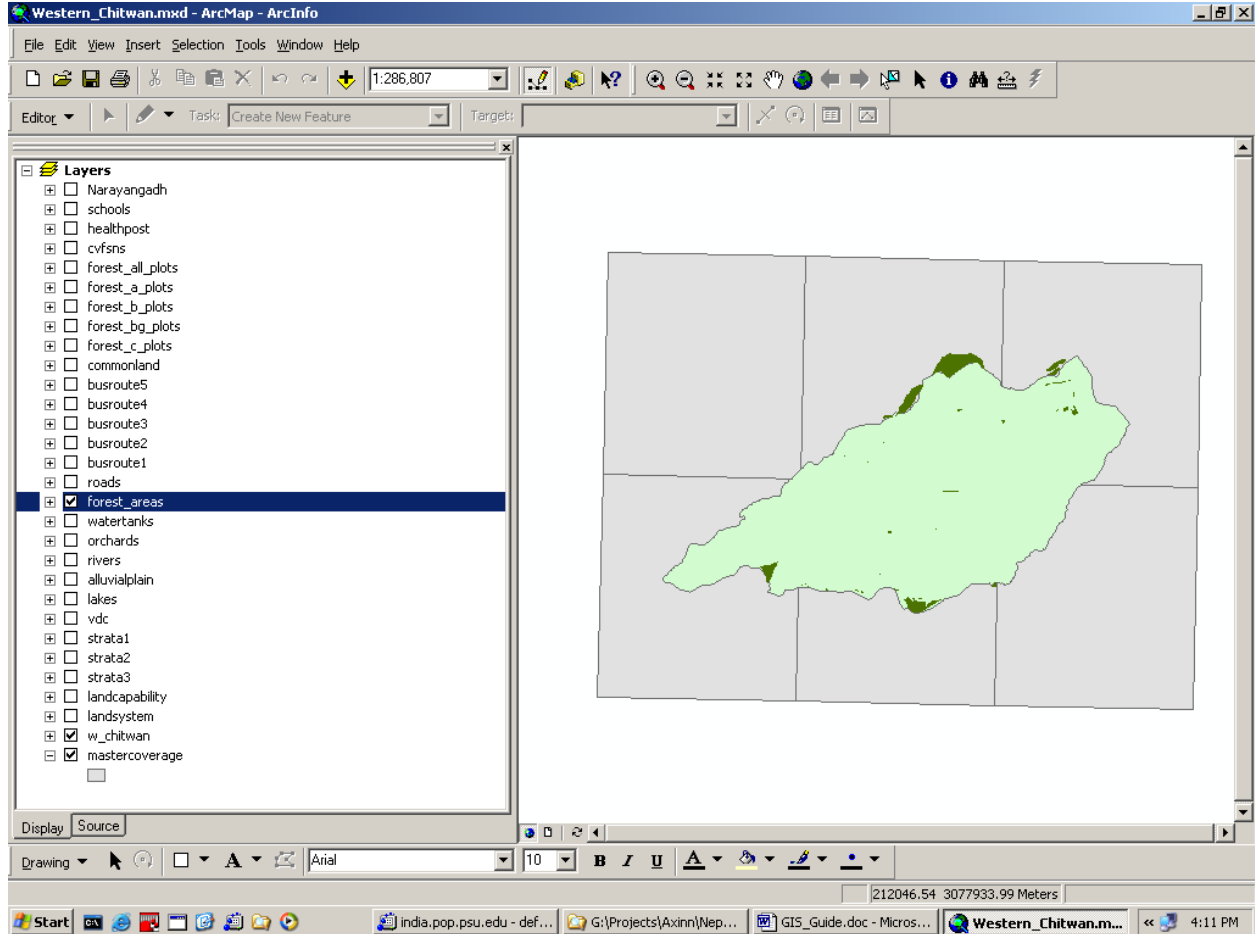 Western_Chitwan.mxd - ArcMap - ArcInfo
File Edit View Insert Selection Tools Window Help
1:286,807
Editor Task: Create New Feature Target:
Layers
Narayangadh
schools
healthpost
cvfsns
forest_all_plots
forest_a_plots
forest_b_plots
forest_bg_plots
forest_c_plots
commonland
busroute5
busroute4
busroute3
busroute2
busroute1
roads
forest_areas
watertanks
orchards
rivers
alluvialplain
lakes
vdc
strata1
strata2
strata3
landcapability
landsystem
w_chitwan
mastercoverage
Display Source
Drawing A Arial 10 B I U A
212046.54 3077933.99 Meters
Start india.pop.psu.edu - def... G:\Projects\Axinn\Nep... GIS_Guide.doc - Micros... Western_Chitwan.m... « 4:11 PM